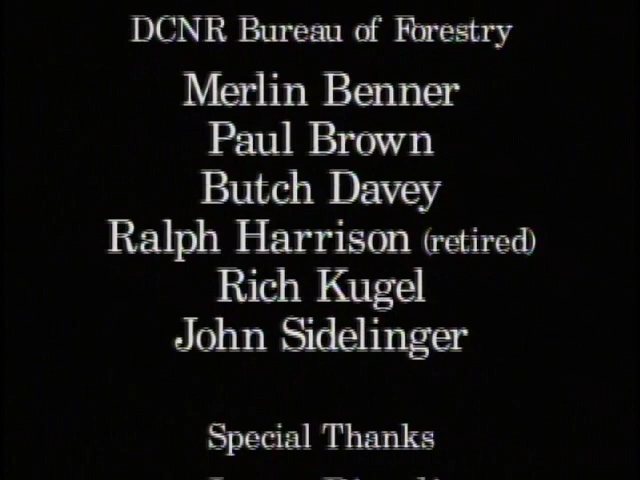 DCNR Bureau of Forestry
Merlin Benner
Paul Brown
Butch Davey
Ralph Harrison (retired)
Rich Kugel
John Sidelinger
Special Thanks